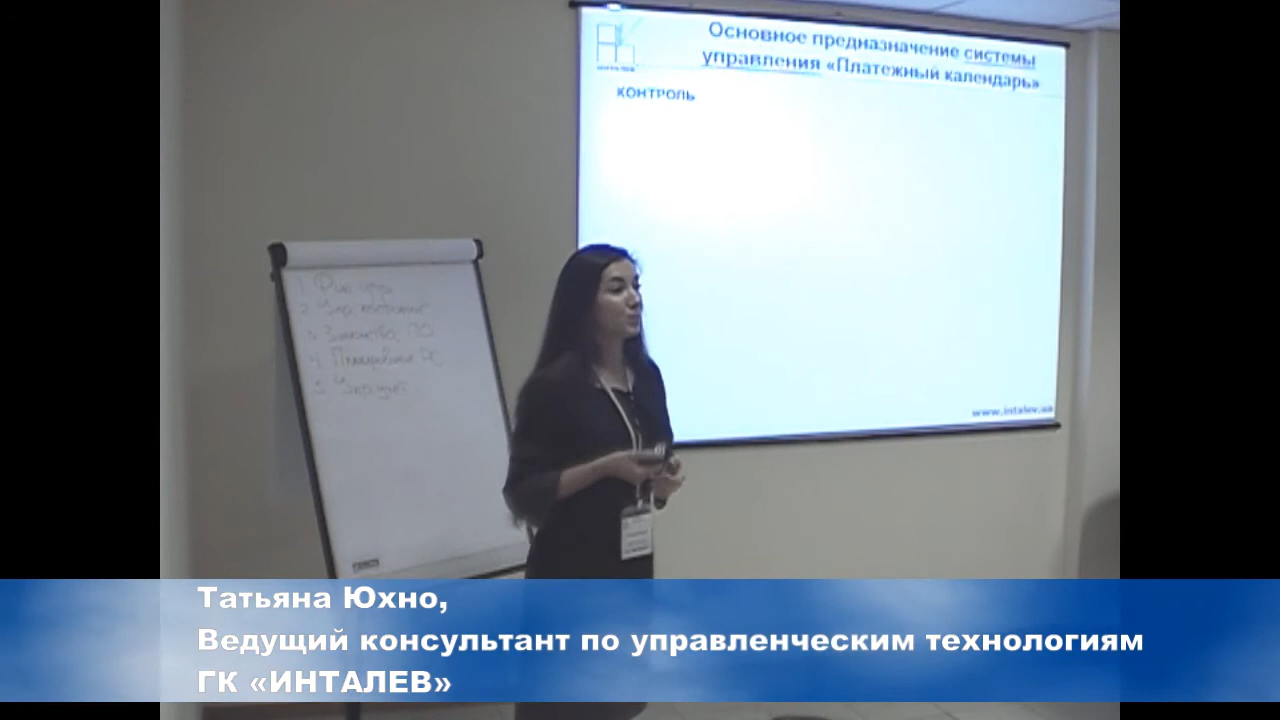 Основное предназначение системы
управления «Платежный календарь»
КОНТРОЛЬ
www.intalev.ua
Татьяна Юхно,
Ведущий консультант по управленческим технологиям
ГК «ИНТАЛЕВ»